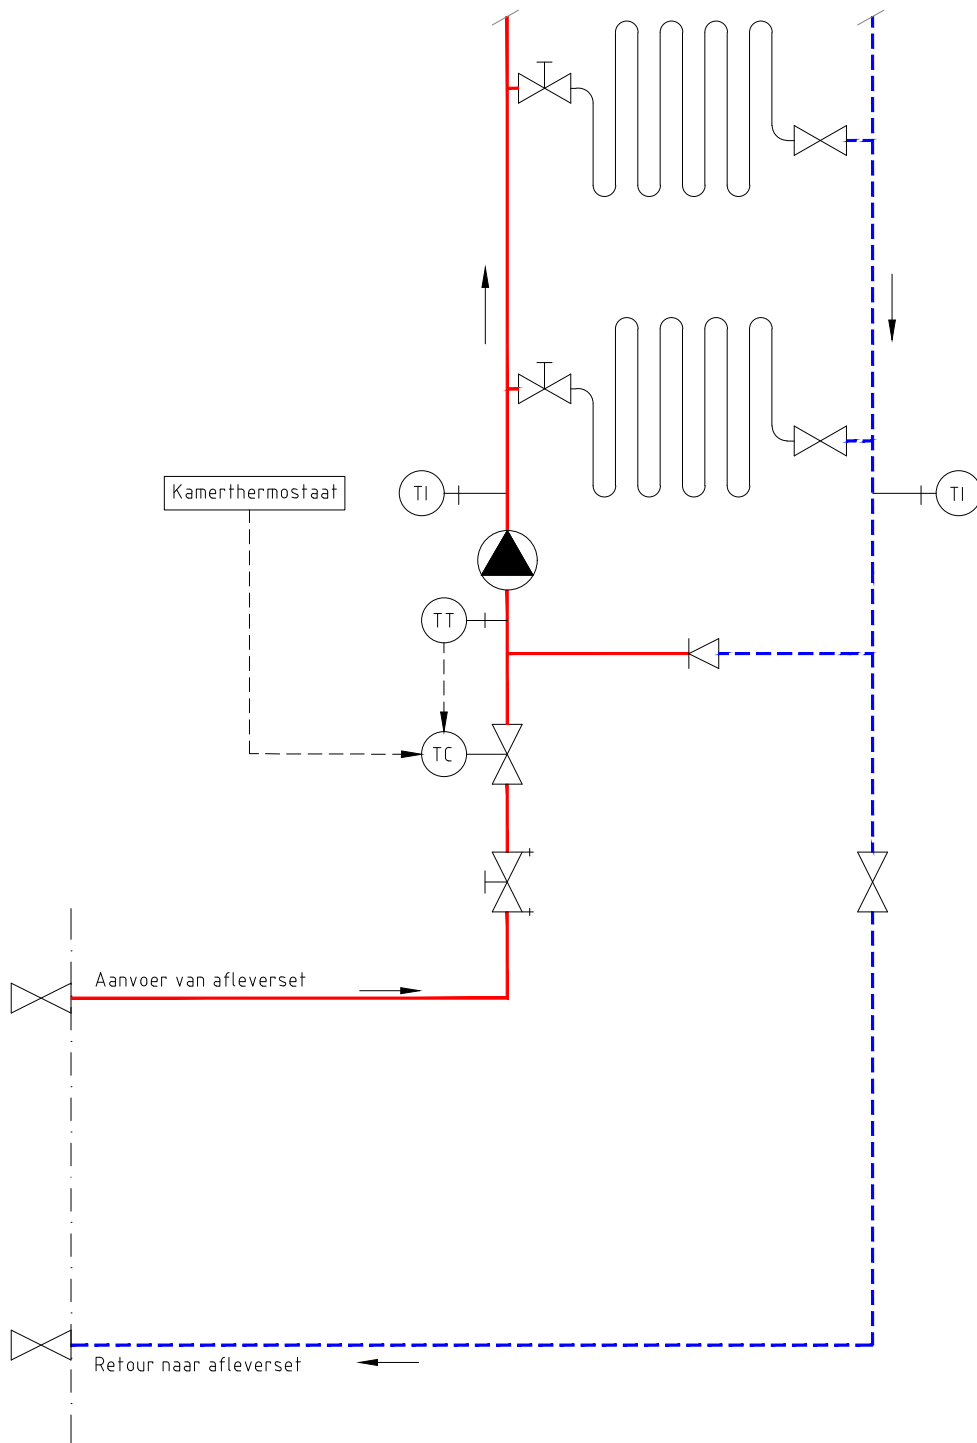 Kamerthermostaat
TI
TI
TT
TC
Aanvoer van afleverset
Retour naar afleverset